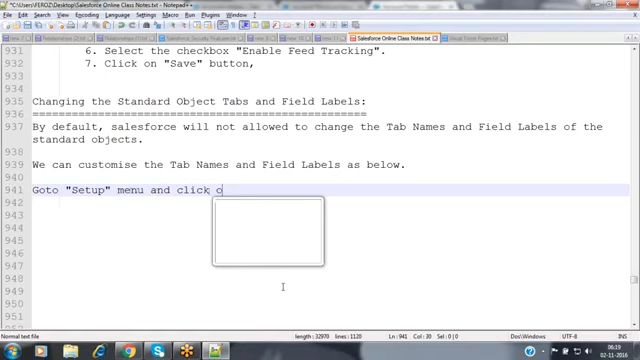 *C:\Users\FEROZ\Desktop\Salesforce Online Class Notes.txt - Notepad++
File Edit Search View Encoding Language Settings Macro Run Plugins Window ?
Salesforce Online Class Notes.txt
931 6. Select the checkbox "Enable Feed Tracking".
932 7. Click on "Save" button,
933
934
935 Changing the Standard Object Tabs and Field Labels:
936 ===================================================
937 By default, salesforce will not allowed to change the Tab Names and Field Labels of the
standard objects.
938
939 We can customise the Tab Names and Field Labels as below.
940
941 Goto "Setup" menu and click o
942
943
944
945
946
947
948
949
950
951
Normal text file length : 32970 lines : 1120 Ln : 941 Col : 30 Sel : 0 | 0 Dos\Windows UTF-8 INS
06:19
02-11-2016